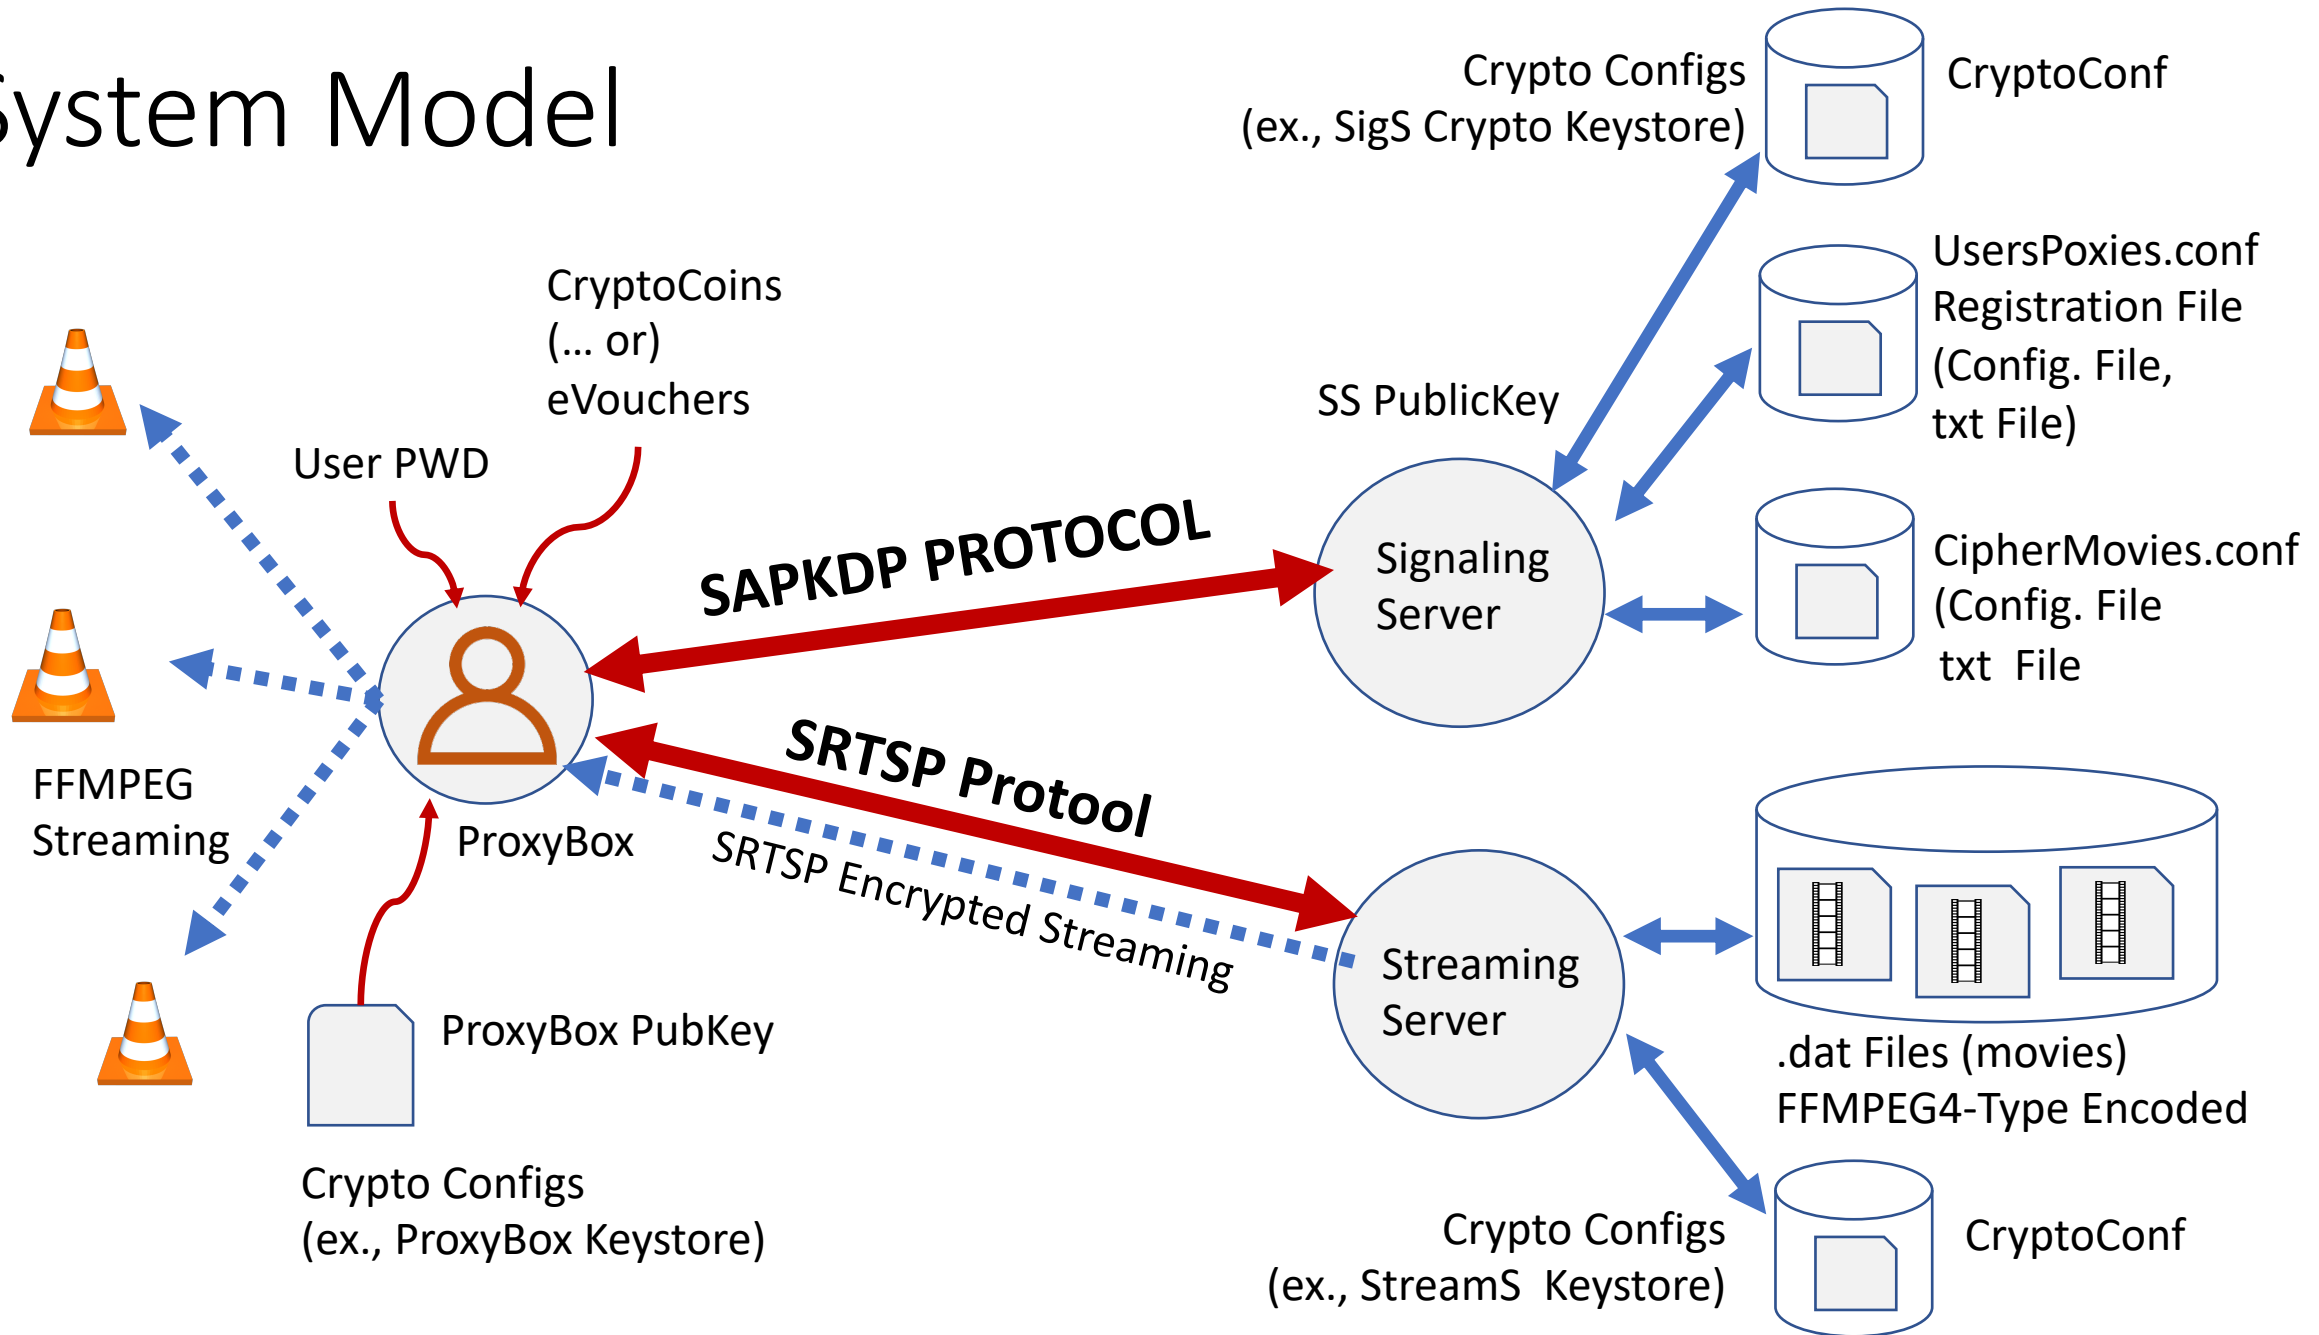 System Model
Crypto Configs
(ex., SigS Crypto Keystore)
CryptoConf
UsersPoxies.conf
Registration File
(Config. File,
txt File)
CryptoCoins
(... or)
eVouchers
SS PublicKey
User PWD
SAPKDP PROTOCOL
Signaling
Server
CipherMovies.conf
(Config. File
txt File
SRTSP Protool
SRTSP Encrypted Streaming
FFMPEG
Streaming
ProxyBox
Streaming
Server
.dat Files (movies)
FFMPEG4-Type Encoded
ProxyBox PubKey
Crypto Configs
(ex., ProxyBox Keystore)
Crypto Configs
(ex., StreamS Keystore)
CryptoConf